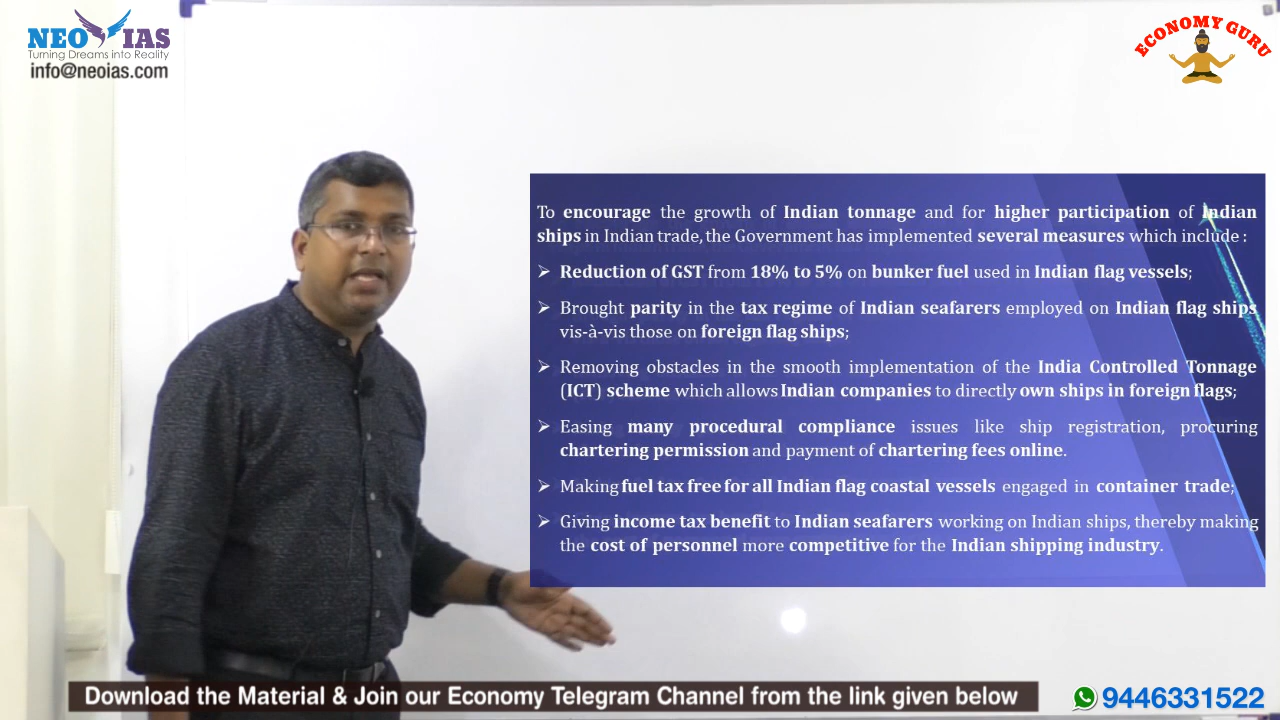 NEO IAS
Turning Dreams into Reality
info@neoias.com
ECONOMY GURU
To encourage the growth of Indian tonnage and for higher participation of Indian
ships in Indian trade, the Government has implemented several measures which include :
➢ Reduction of GST from 18% to 5% on bunker fuel used in Indian flag vessels;
➢ Brought parity in the tax regime of Indian seafarers employed on Indian flag ships
vis-à-vis those on foreign flag ships;
➢ Removing obstacles in the smooth implementation of the India Controlled Tonnage
(ICT) scheme which allows Indian companies to directly own ships in foreign flags;
➢ Easing many procedural compliance issues like ship registration, procuring
chartering permission and payment of chartering fees online.
➢ Making fuel tax free for all Indian flag coastal vessels engaged in container trade;
➢ Giving income tax benefit to Indian seafarers working on Indian ships, thereby making
the cost of personnel more competitive for the Indian shipping industry.
Download the Material & Join our Economy Telegram Channel from the link given below
9446331522